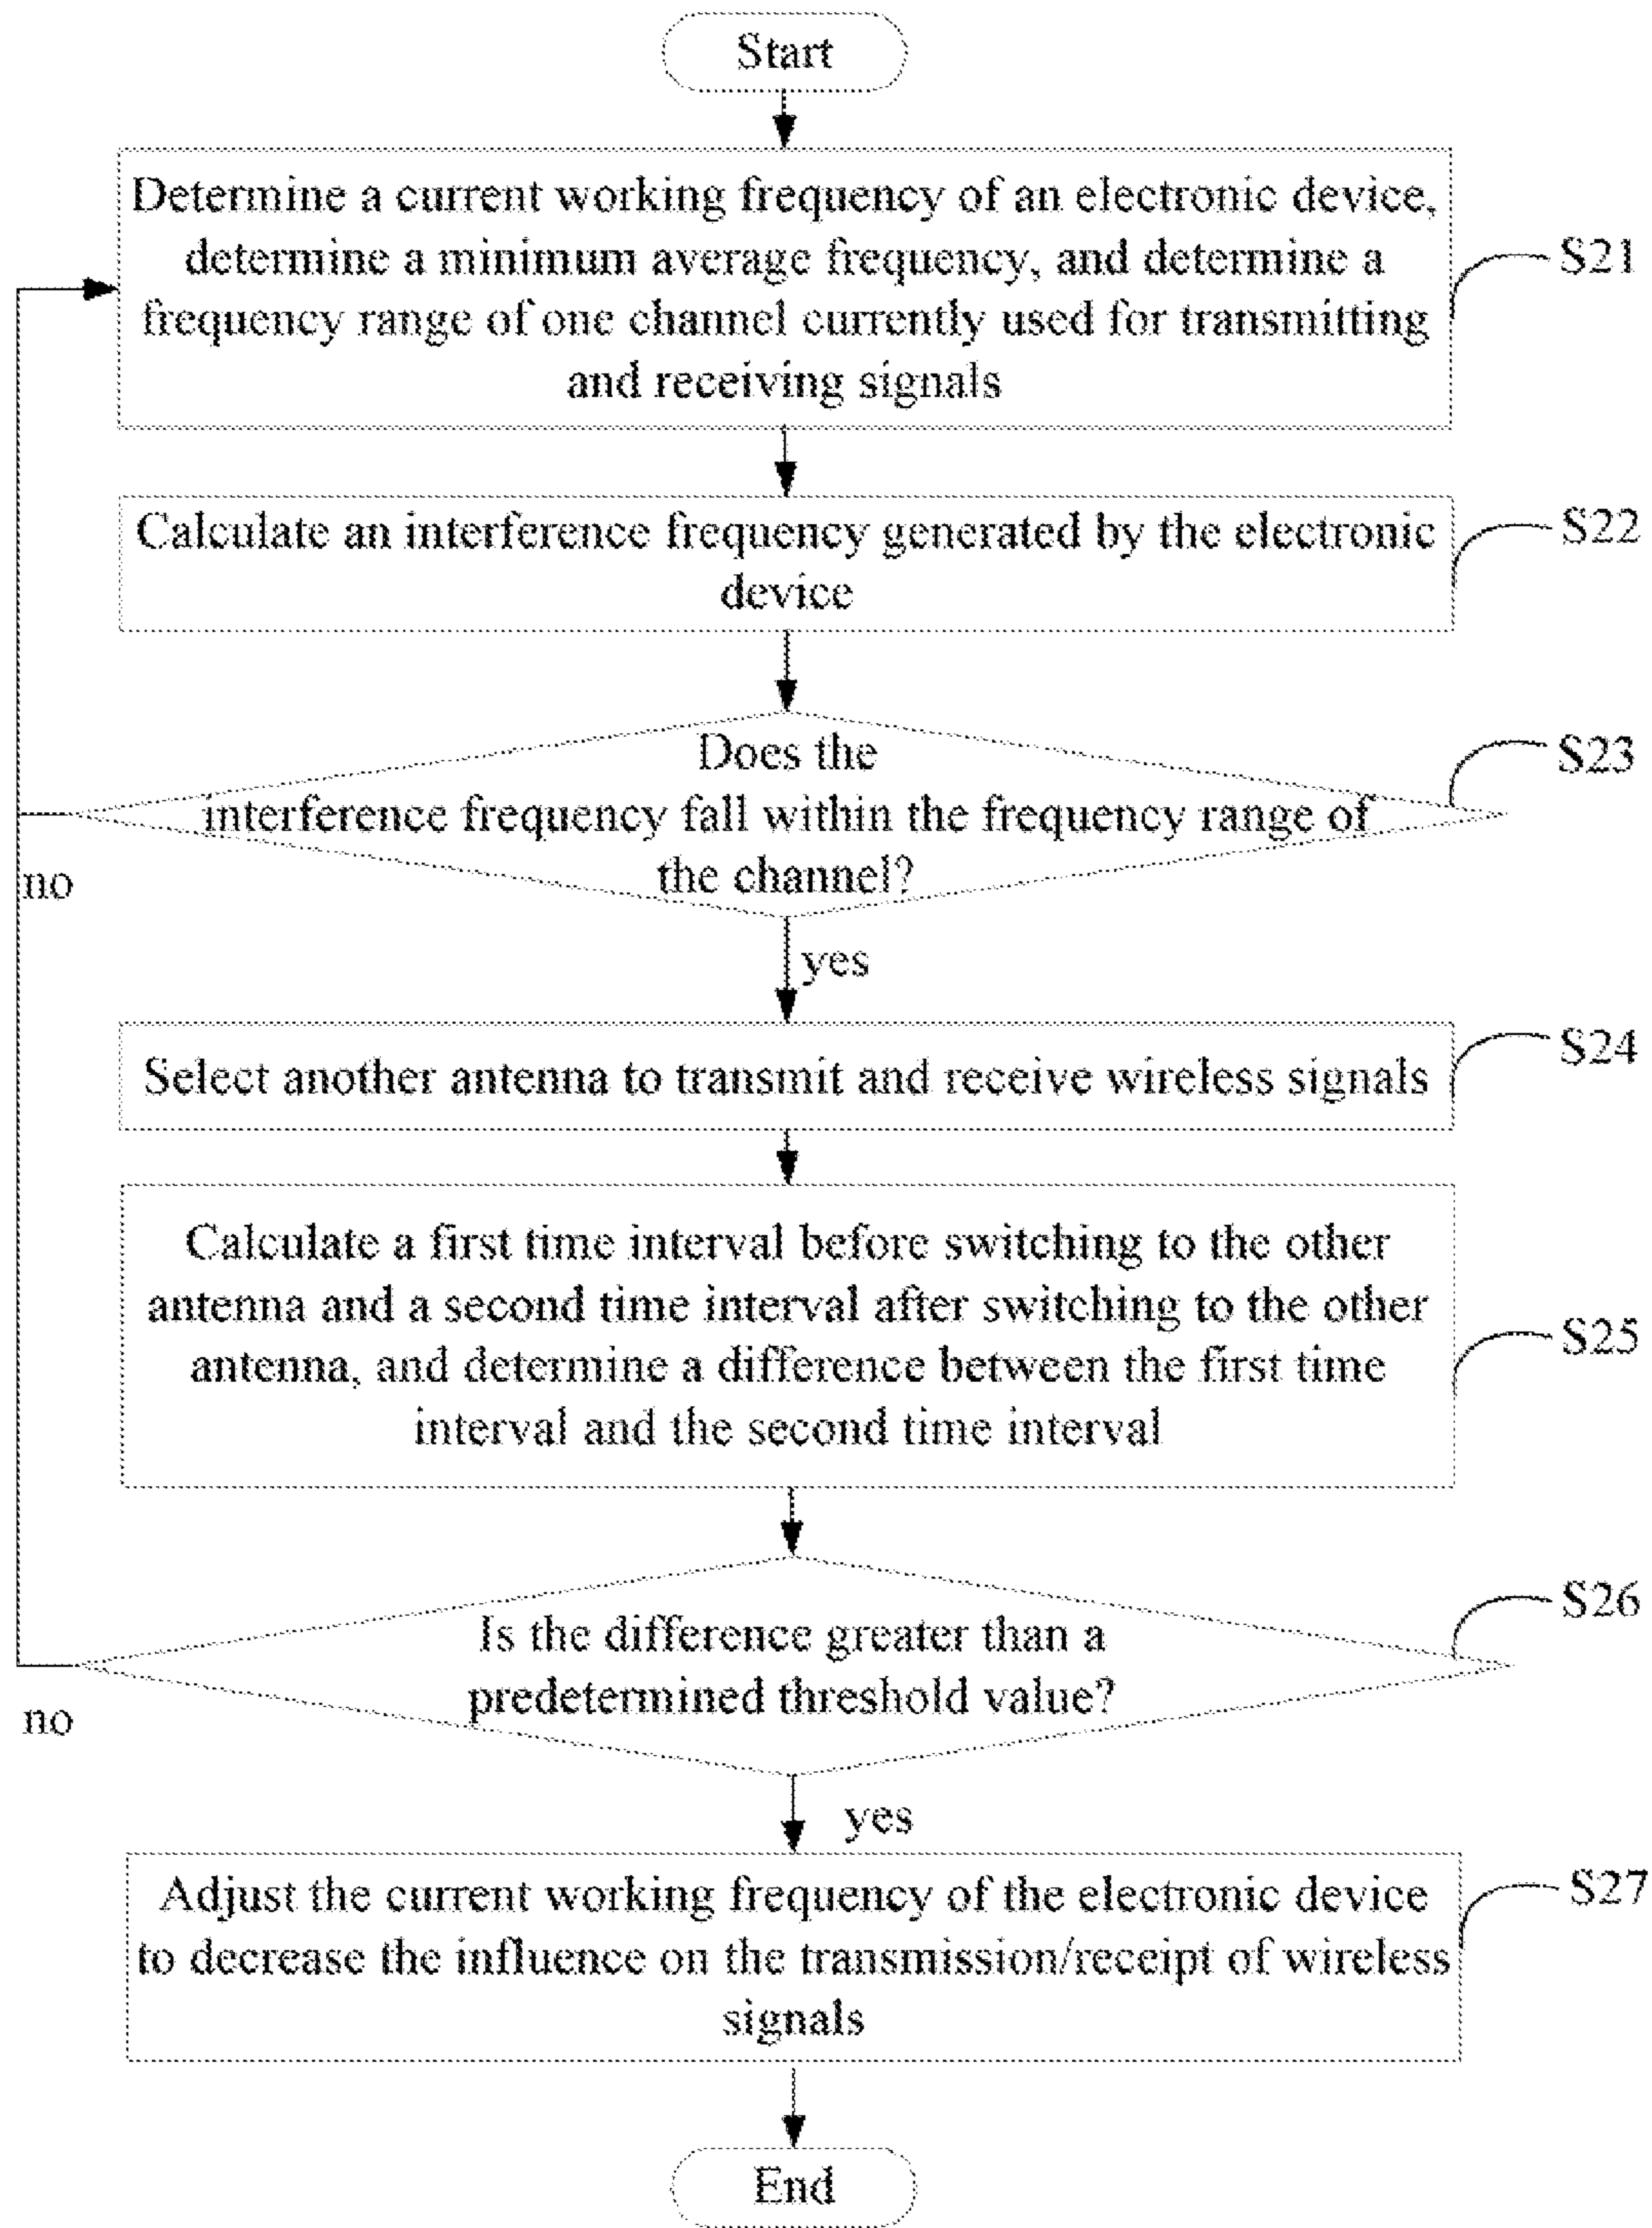 Start
Determine a current working frequency of an electronic device,
determine a minimum average frequency, and determine a
frequency range of one channel currently used for transmitting
and receiving signals
S21
Calculate an interference frequency generated by the electronic
device
S22
Does the
interference frequency fall within the frequency range of
the channel?
S23
no
yes
Select another antenna to transmit and receive wireless signals
S24
Calculate a first time interval before switching to the other
antenna and a second time interval after switching to the other
antenna, and determine a difference between the first time
interval and the second time interval
S25
Is the difference greater than a
predetermined threshold value?
S26
no
yes
Adjust the current working frequency of the electronic device
to decrease the influence on the transmission/receipt of wireless
signals
S27
End